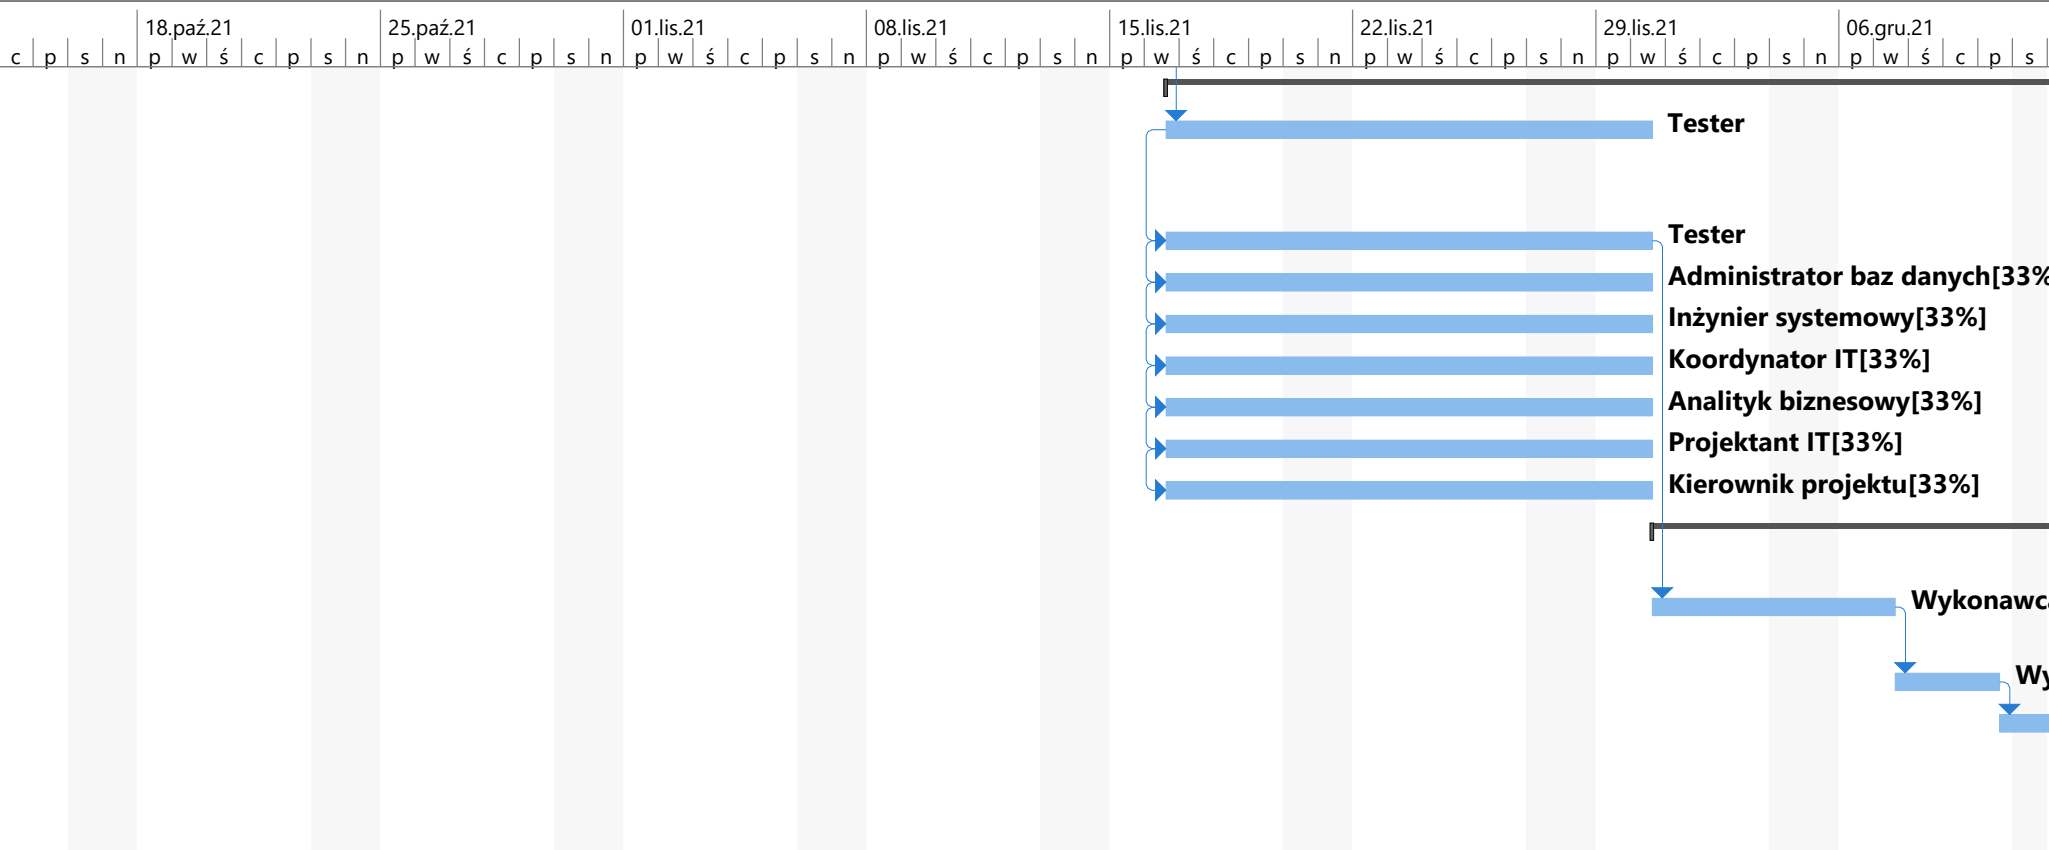 18.paź.21 25.paź.21 01.lis.21 08.lis.21 15.lis.21 22.lis.21 29.lis.21 06.gru.21
c p s n p w ś c p s n p w ś c p s n p w ś c p s n p w ś c p s n p w ś c p s n p w ś c p s n p w ś c p s n p w ś c p s
Tester
Tester
Administrator baz danych[33%
Inżynier systemowy[33%]
Koordynator IT[33%]
Analityk biznesowy[33%]
Projektant IT[33%]
Kierownik projektu[33%]
Wykonawca
Wy